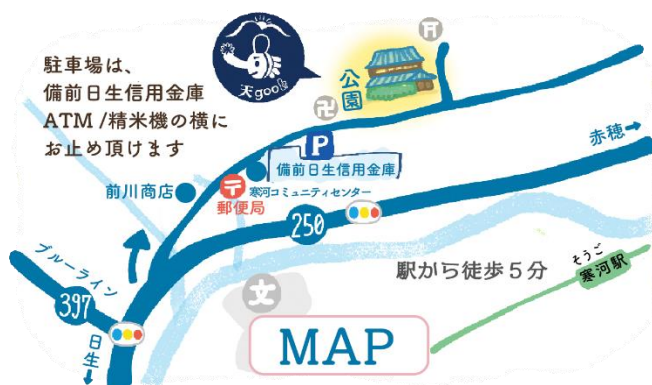 駐車場は、
備前日生信用金庫
ATM/精米機の横に
お止め頂けます
天goo
公園
卍
P
備前日生信用金庫
寒河コミュニティセンター
前川商店
〒
郵便局
赤穂→
250
ブルーライン
397
日生
文
駅から徒歩5分
そうご
寒河駅
MAP